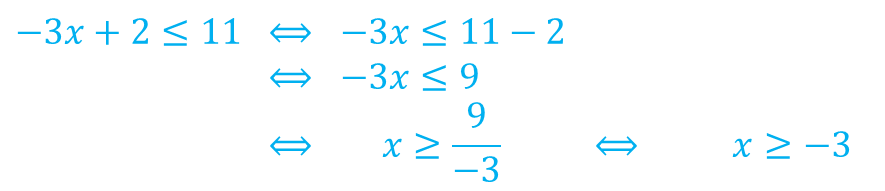 −3x + 2 ≤ 11 ⟺ −3x ≤ 11 − 2
⟺ −3x ≤ 9
⟺ x ≥ 9/−3 ⟺ x ≥ −3